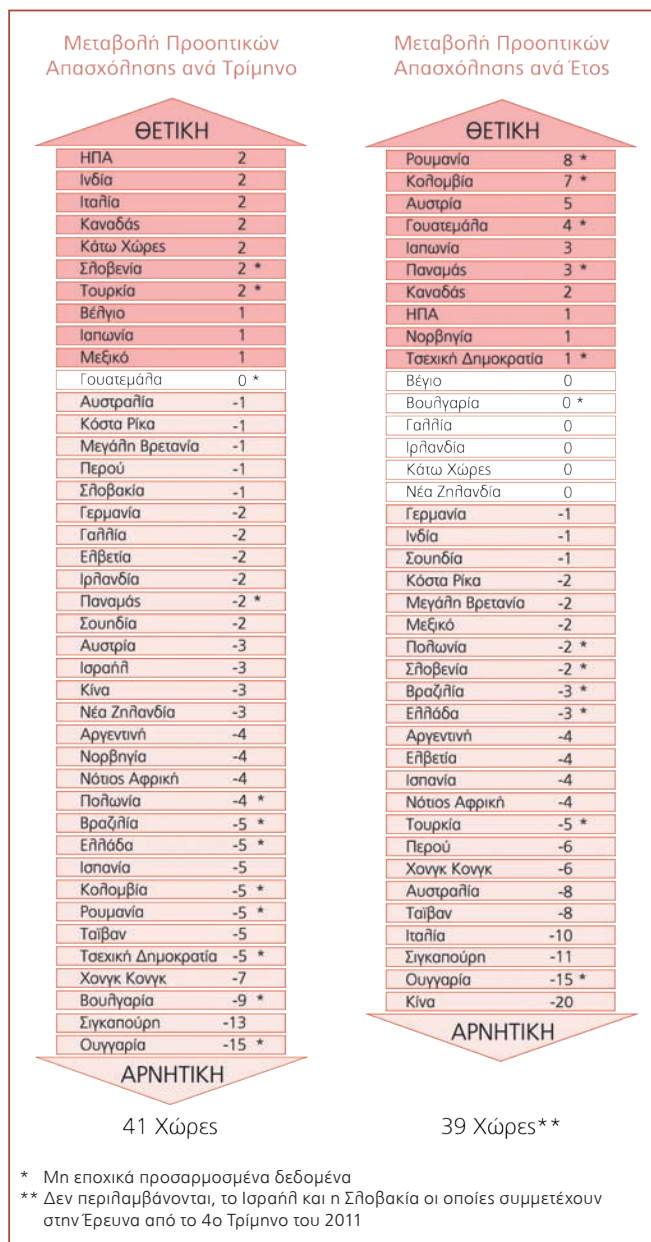 Μεταβολή Προοπτικών
Απασχόλησης ανά Τρίμηνο
ΘΕΤΙΚΗ
ΗΠΑ 2
Ινδία 2
Ιταλία 2
Καναδάς 2
Κάτω Χώρες 2
Σλοβενία 2 *
Τουρκία 2 *
Βέλγιο 1
Ιαπωνία 1
Μεξικό 1
Γουατεμάλα 0 *
Αυστραλία -1
Κόστα Ρίκα -1
Μεγάλη Βρετανία -1
Περού -1
Σλοβακία -1
Γερμανία -2
Γαλλία -2
Ελβετία -2
Ιρλανδία -2
Παναμάς -2 *
Σουηδία -2
Αυστρία -3
Ισραήλ -3
Κίνα -3
Νέα Ζηλανδία -3
Αργεντινή -4
Νορβηγία -4
Νότιος Αφρική -4
Πολωνία -4 *
Βραζιλία -5 *
Ελλάδα -5 *
Ισπανία -5
Κολομβία -5 *
Ρουμανία -5 *
Ταϊβαν -5
Τσεχική Δημοκρατία -5 *
Χονγκ Κονγκ -7
Βουλγαρία -9 *
Σιγκαπούρη -13
Ουγγαρία -15 *
ΑΡΝΗΤΙΚΗ
41 Χώρες
Μεταβολή Προοπτικών
Απασχόλησης ανά Έτος
ΘΕΤΙΚΗ
Ρουμανία 8 *
Κολομβία 7 *
Αυστρία 5
Γουατεμάλα 4 *
Ιαπωνία 3
Παναμάς 3 *
Καναδάς 2
ΗΠΑ 1
Νορβηγία 1
Τσεχική Δημοκρατία 1 *
Βέγιο 0
Βουλγαρία 0 *
Γαλλία 0
Ιρλανδία 0
Κάτω Χώρες 0
Νέα Ζηλανδία 0
Γερμανία -1
Ινδία -1
Σουηδία -1
Κόστα Ρίκα -2
Μεγάλη Βρετανία -2
Μεξικό -2
Πολωνία -2 *
Σλοβενία -2 *
Βραζιλία -3 *
Ελλάδα -3 *
Αργεντινή -4
Ελβετία -4
Ισπανία -4
Νότιος Αφρική -4
Τουρκία -5 *
Περού -6
Χονγκ Κονγκ -6
Αυστραλία -8
Ταϊβαν -8
Ιταλία -10
Σιγκαπούρη -11
Ουγγαρία -15 *
Κίνα -20
ΑΡΝΗΤΙΚΗ
39 Χώρες**
* Μη εποχικά προσαρμοσμένα δεδομένα
** Δεν περιλαμβάνονται, το Ισραήλ και η Σλοβακία οι οποίες συμμετέχουν
στην Έρευνα από το 4ο Τρίμηνο του 2011